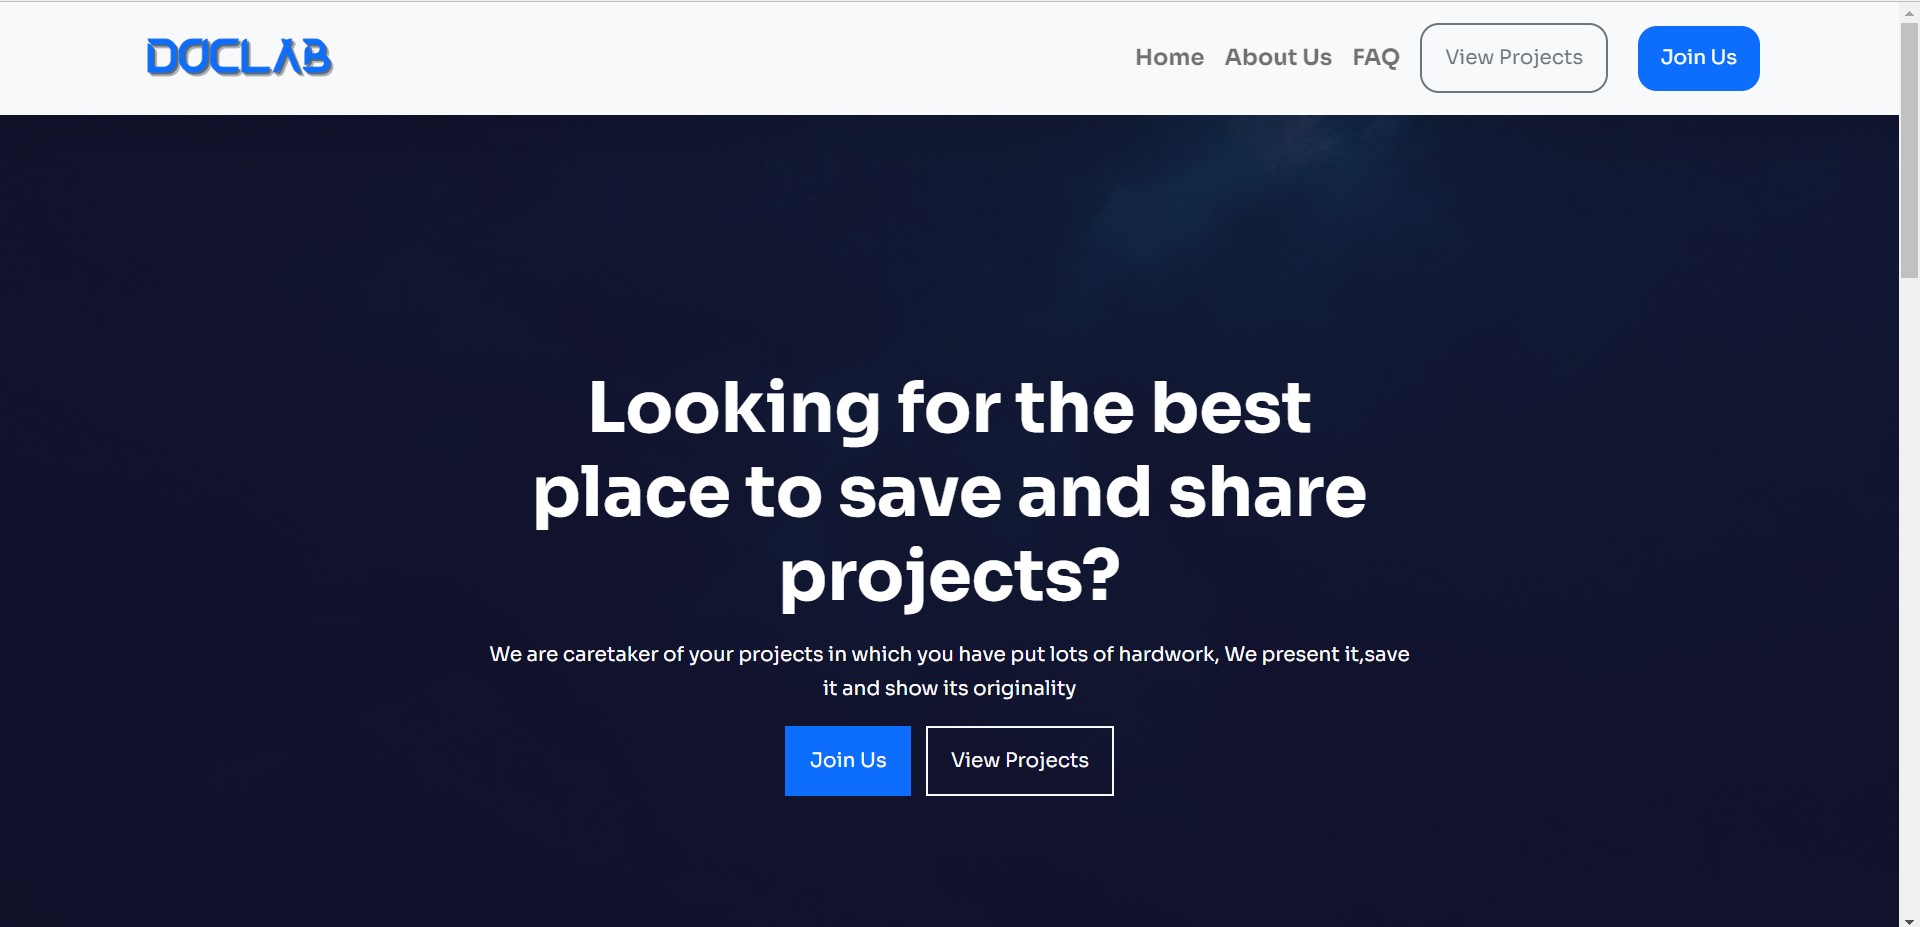 DOCLAB
Home About Us FAQ View Projects Join Us
Looking for the best
place to save and share
projects?
We are caretaker of your projects in which you have put lots of hardwork, We present it,save
it and show its originality
Join Us View Projects